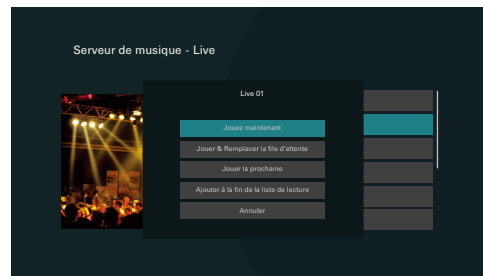 Serveur de musique - Live
Live 01
Jouez maintenant
Jouer & Remplacer la file d'attente
Jouer la prochaine
Ajouter à la fin de la liste de lecture
Annuler